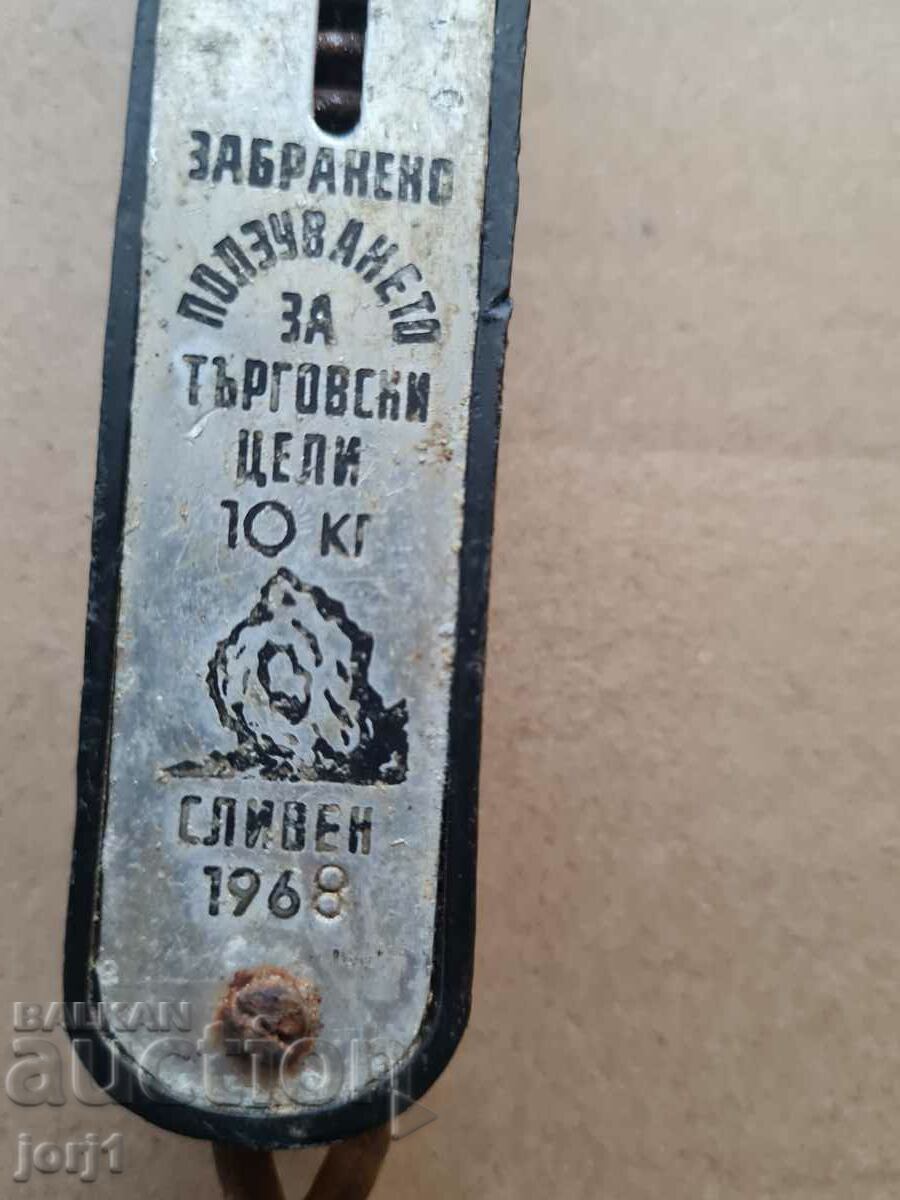 ЗАБРАНЕНО
ПОЛЗУВАНЕТО
ЗА
ТЪРГОВСКИ
ЦЕЛИ
10 КГ
СЛИВЕН
1968
BALKAN
auction
jorj1